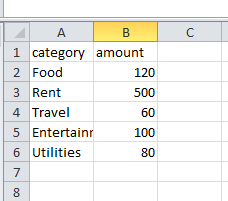 A B C
1 category amount
2 Food 120
3 Rent 500
4 Travel 60
5 Entertainn 100
6 Utilities 80
7
8